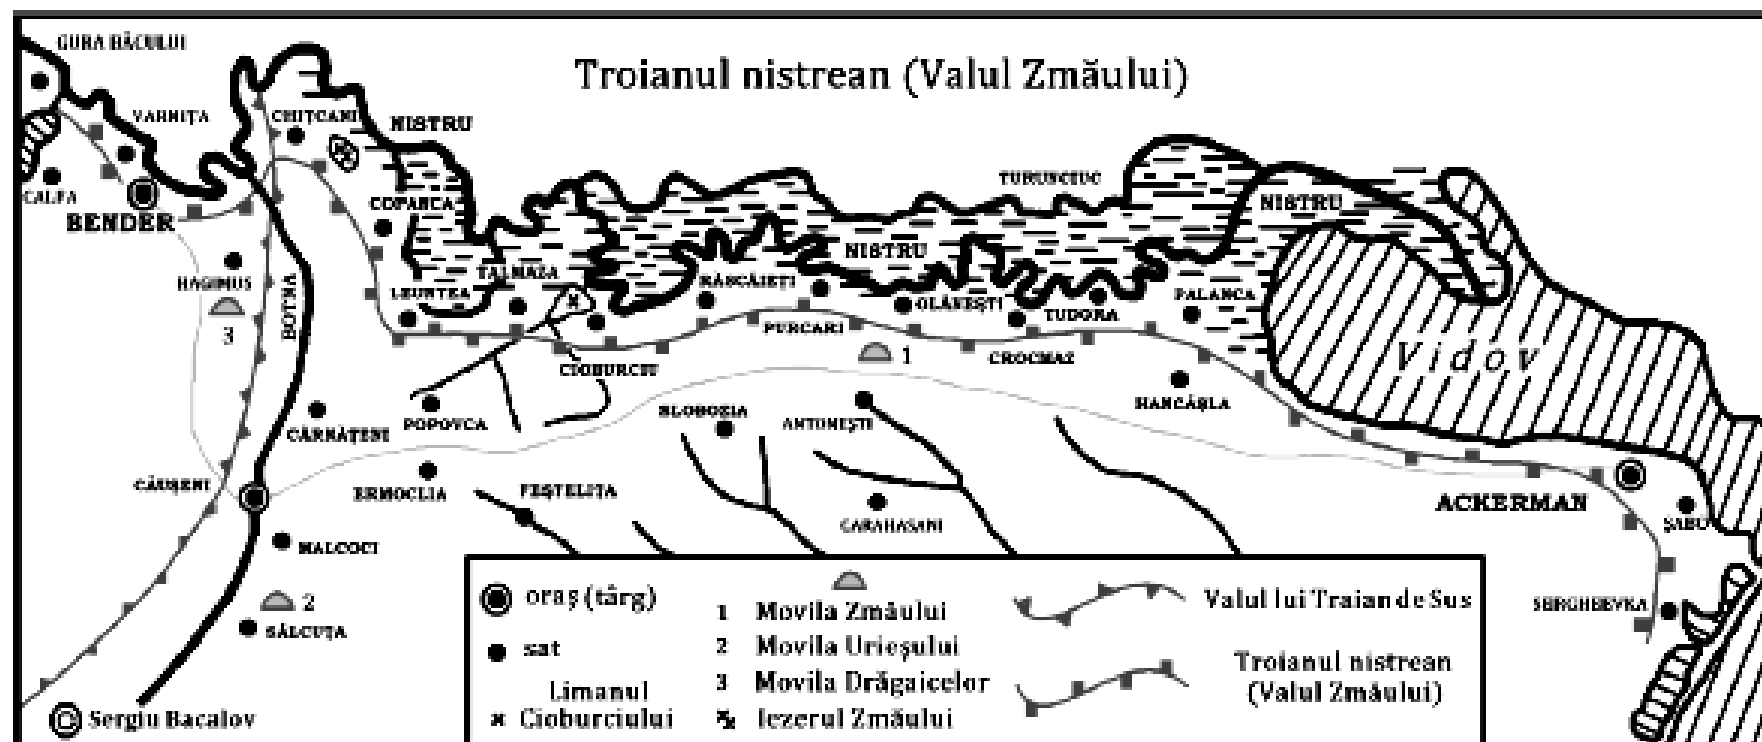 Troianul nistrean (Valul Zmăului)
GURA BÂCULUI
VARNIȚA
CHIȚCANI
NISTRU
CALFA
BENDER
COPANCA
TURUNCIUC
NISTRU
HAGIMUS
3
BOTNA
LEUNTEA
TALMAZA
RĂSCĂIEȚI
NISTRU
OLĂNEȘTI
TUDORA
PALANCA
PURCARI
1
CROCMAZ
Vidov
CIOBURCIU
CÂRNĂȚENI
POPOVCA
SLOBOZIA
ANTONEȘTI
HANCĂȘLA
CĂUȘENI
ERMOCLIA
FEȘTELIȚA
CARAHASANI
ACKERMAN
ȘABO
MALCOCI
2
SĂLCUȚA
SERGHEEVKA
oraș (târg)
sat
Limanul
Cioburciului
1 Movila Zmăului
2 Movila Urieșului
3 Movila Drăgaicelor
Iezerul Zmăului
Valul lui Traian de Sus
Troianul nistrean
(Valul Zmăului)
© Sergiu Bacalov